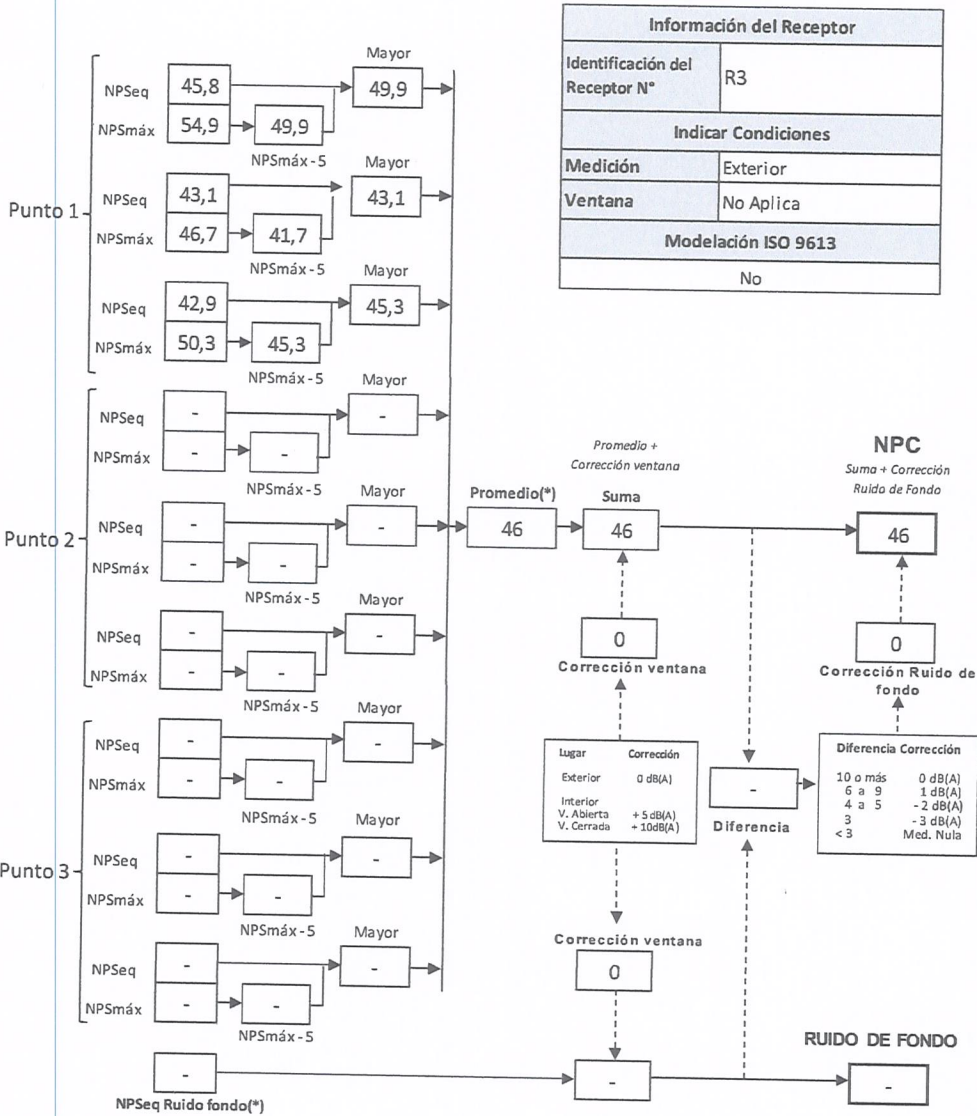 Información del Receptor
Identificación del Receptor N° R3
Indicar Condiciones
Medición Exterior
Ventana No Aplica
Modelación ISO 9613
No
Punto 1
Mayor
NPSeq 45,8 49,9
NPSmáx 54,9 49,9
NPSmáx - 5
Mayor
NPSeq 43,1 43,1
NPSmáx 46,7 41,7
NPSmáx - 5
Mayor
NPSeq 42,9 45,3
NPSmáx 50,3 45,3
NPSmáx - 5
Punto 2
Mayor
NPSeq - -
NPSmáx - -
NPSmáx - 5
Mayor
NPSeq - -
NPSmáx - -
NPSmáx - 5
Mayor
NPSeq - -
NPSmáx - -
NPSmáx - 5
Punto 3
Mayor
NPSeq - -
NPSmáx - -
NPSmáx - 5
Mayor
NPSeq - -
NPSmáx - -
NPSmáx - 5
Mayor
NPSeq - -
NPSmáx - -
NPSmáx - 5
-
NPSeq Ruido fondo(*)
Promedio(*)
46
Promedio +
Corrección ventana
Suma
46
0
Corrección ventana
Lugar Corrección
Exterior 0 dB(A)
Interior
V. Abierta + 5 dB(A)
V. Cerrada + 10dB(A)
Corrección ventana
0
-
NPC
Suma + Corrección
Ruido de Fondo
46
0
Corrección Ruido de
fondo
Diferencia Corrección
10 o más 0 dB(A)
6 a 9 1 dB(A)
4 a 5 - 2 dB(A)
3 - 3 dB(A)
< 3 Med. Nula
-
Diferencia
RUIDO DE FONDO
-